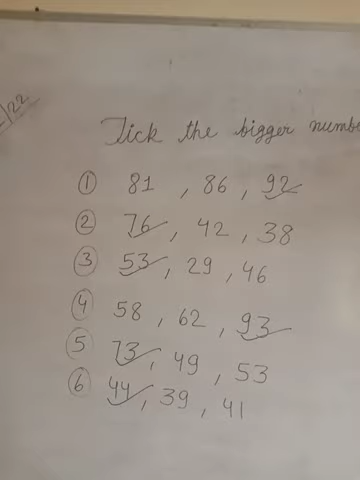 /22
Tick the bigger numbe
① 81 , 86 , 92 ✓
② 76 ✓ , 42 , 38
③ 53 ✓ , 29 , 46
④ 58 , 62 , 93 ✓
⑤ 73 ✓ , 49 , 53
⑥ 44 ✓ , 39 , 41